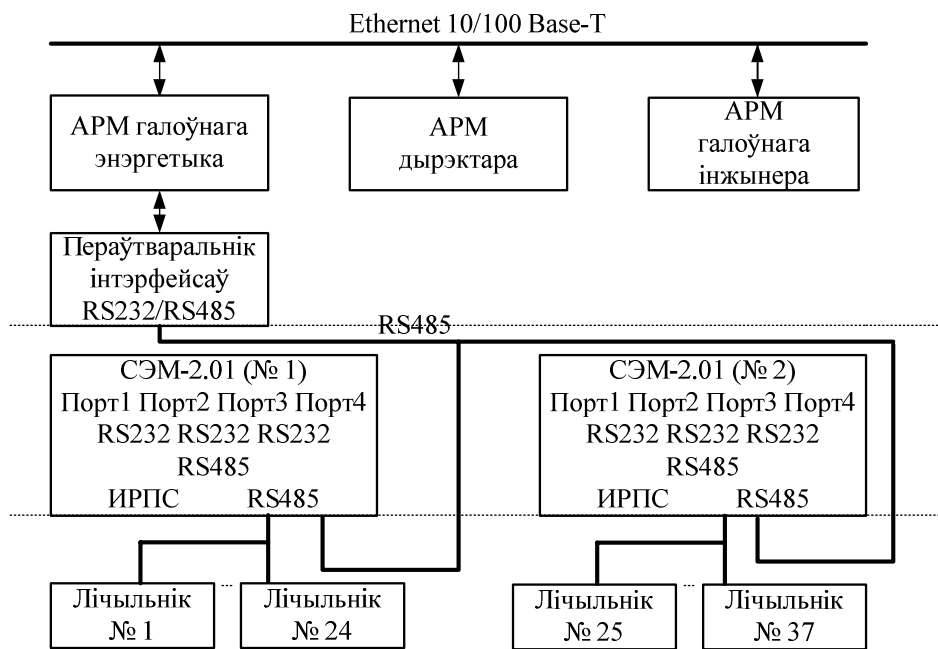 Ethernet 10/100 Base-T
АРМ галоўнага
энэргетыка
АРМ
дырэктара
АРМ
галоўнага
інжынера
Пераўтваральнік
інтэрфейсаў
RS232/RS485
RS485
СЭМ-2.01 (№ 1)
Порт1 Порт2 Порт3 Порт4
RS232 RS232 RS232
RS485
ИРПС RS485
СЭМ-2.01 (№ 2)
Порт1 Порт2 Порт3 Порт4
RS232 RS232 RS232
RS485
ИРПС RS485
Лічыльнік
№ 1
...
Лічыльнік
№ 24
Лічыльнік
№ 25
...
Лічыльнік
№ 37